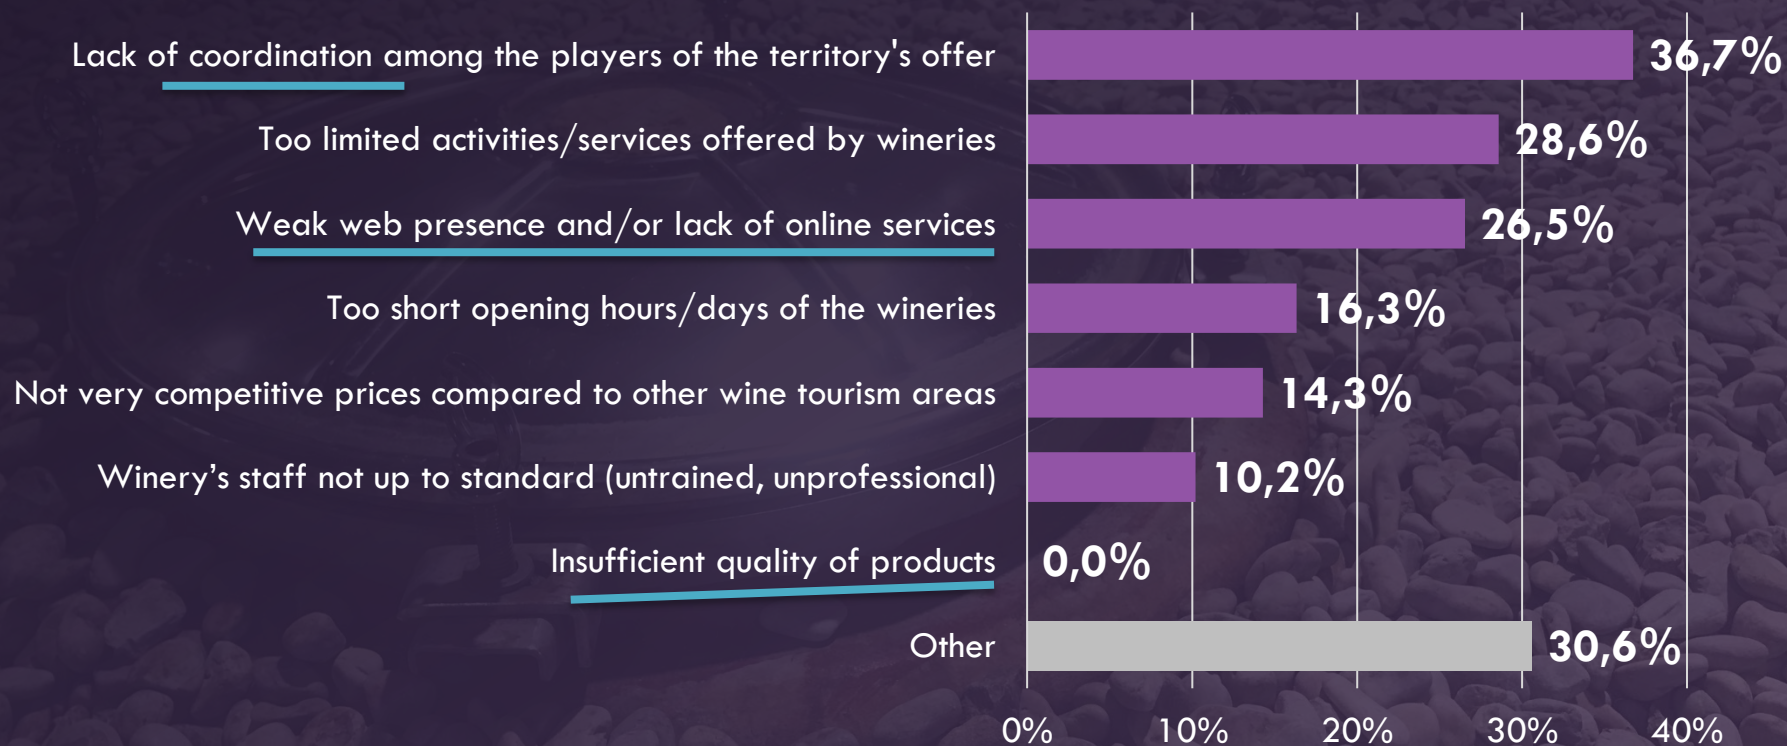 Lack of coordination among the players of the territory's offer 36,7%
Too limited activities/services offered by wineries 28,6%
Weak web presence and/or lack of online services 26,5%
Too short opening hours/days of the wineries 16,3%
Not very competitive prices compared to other wine tourism areas 14,3%
Winery’s staff not up to standard (untrained, unprofessional) 10,2%
Insufficient quality of products 0,0%
Other 30,6%
0% 10% 20% 30% 40%